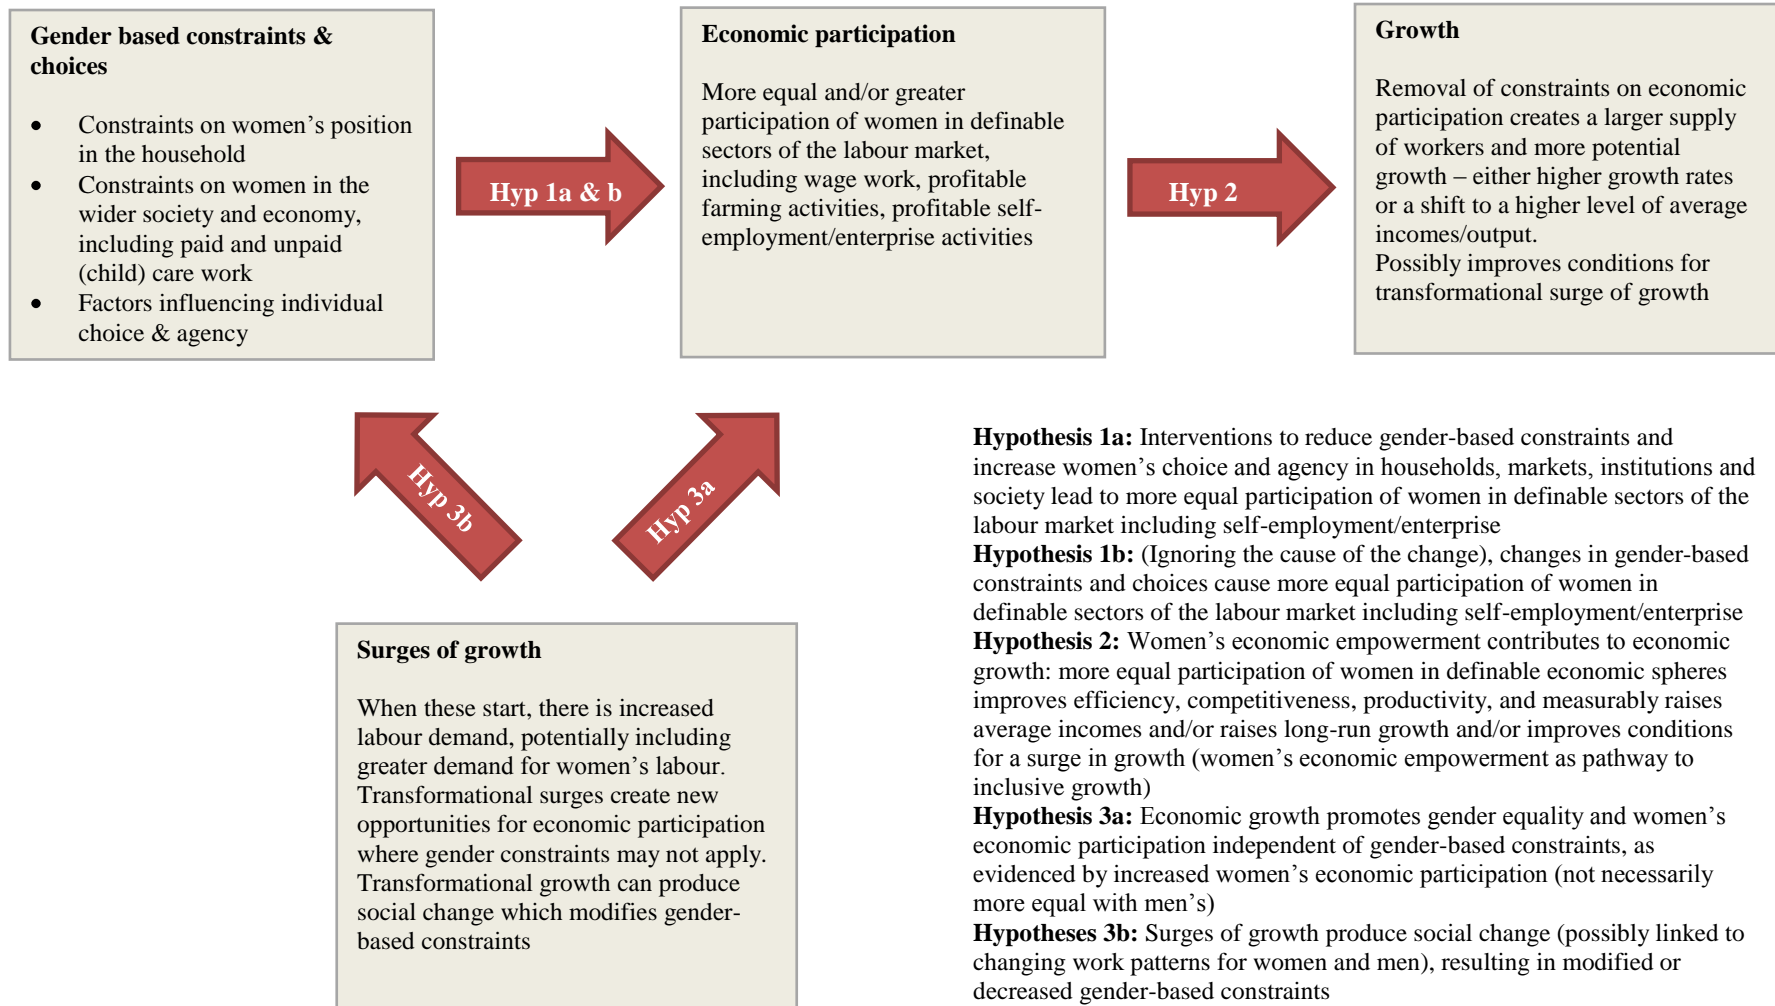 Gender based constraints &
choices
• Constraints on women’s position
in the household
• Constraints on women in the
wider society and economy,
including paid and unpaid
(child) care work
• Factors influencing individual
choice & agency
Hyp 1a & b
Economic participation
More equal and/or greater
participation of women in definable
sectors of the labour market,
including wage work, profitable
farming activities, profitable self-
employment/enterprise activities
Hyp 2
Growth
Removal of constraints on economic
participation creates a larger supply
of workers and more potential
growth – either higher growth rates
or a shift to a higher level of average
incomes/output.
Possibly improves conditions for
transformational surge of growth
Hyp 3b
Hyp 3a
Surges of growth
When these start, there is increased
labour demand, potentially including
greater demand for women’s labour.
Transformational surges create new
opportunities for economic participation
where gender constraints may not apply.
Transformational growth can produce
social change which modifies gender-
based constraints
Hypothesis 1a: Interventions to reduce gender-based constraints and
increase women’s choice and agency in households, markets, institutions and
society lead to more equal participation of women in definable sectors of the
labour market including self-employment/enterprise
Hypothesis 1b: (Ignoring the cause of the change), changes in gender-based
constraints and choices cause more equal participation of women in
definable sectors of the labour market including self-employment/enterprise
Hypothesis 2: Women’s economic empowerment contributes to economic
growth: more equal participation of women in definable economic spheres
improves efficiency, competitiveness, productivity, and measurably raises
average incomes and/or raises long-run growth and/or improves conditions
for a surge in growth (women’s economic empowerment as pathway to
inclusive growth)
Hypothesis 3a: Economic growth promotes gender equality and women’s
economic participation independent of gender-based constraints, as
evidenced by increased women’s economic participation (not necessarily
more equal with men’s)
Hypotheses 3b: Surges of growth produce social change (possibly linked to
changing work patterns for women and men), resulting in modified or
decreased gender-based constraints